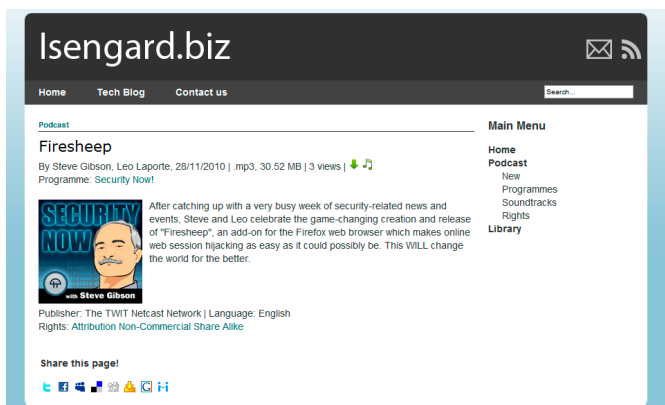 Isengard.biz
Home Tech Blog Contact us Search...
Podcast
Firesheep
By Steve Gibson, Leo Laporte, 28/11/2010 | .mp3, 30.52 MB | 3 views |
Programme: Security Now!
SECURITY
NOW
with Steve Gibson
After catching up with a very busy week of security-related news and
events, Steve and Leo celebrate the game-changing creation and release
of "Firesheep", an add-on for the Firefox web browser which makes online
web session hijacking as easy as it could possibly be. This WILL change
the world for the better.
Publisher: The TWIT Netcast Network | Language: English
Rights: Attribution Non-Commercial Share Alike
Share this page!
Main Menu
Home
Podcast
New
Programmes
Soundtracks
Rights
Library